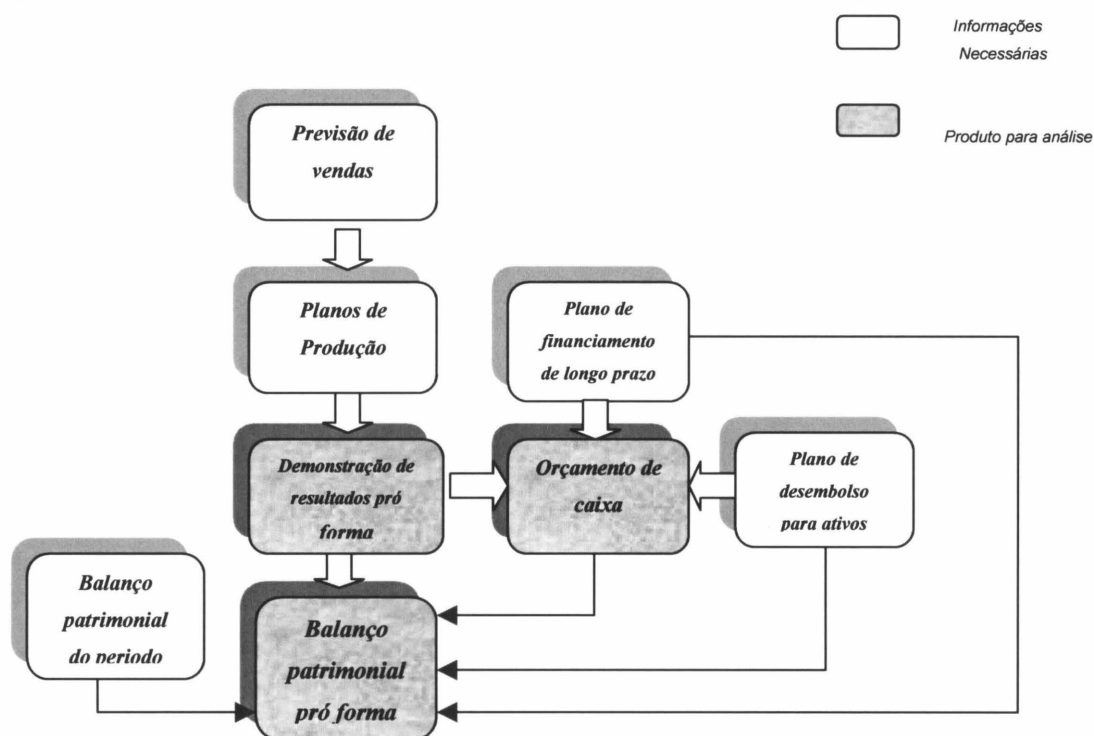 Informações
Necessárias
Produto para análise
Previsão de
vendas
Planos de
Produção
Plano de
financiamento
de longo prazo
Demonstração de
resultados pró
forma
Orçamento de
caixa
Plano de
desembolso
para ativos
Balanço
patrimonial
do periodo
Balanço
patrimonial
pró forma